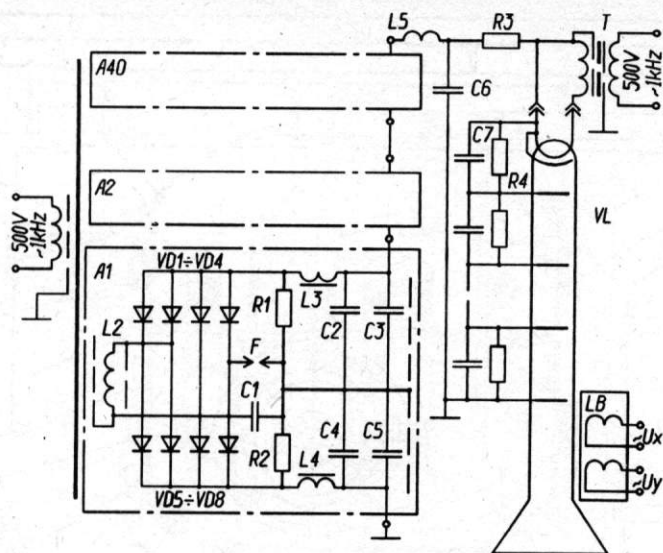 L5
R3
T
A40
C6
500V
~1kHz
C7
A2
R4
VL
500V
~1kHz
A1
VD1÷VD4
R1
L3
C2
C3
L2
F
C1
LB
~Ux
R2
C4
C5
L4
~Uy
VD5÷VD8